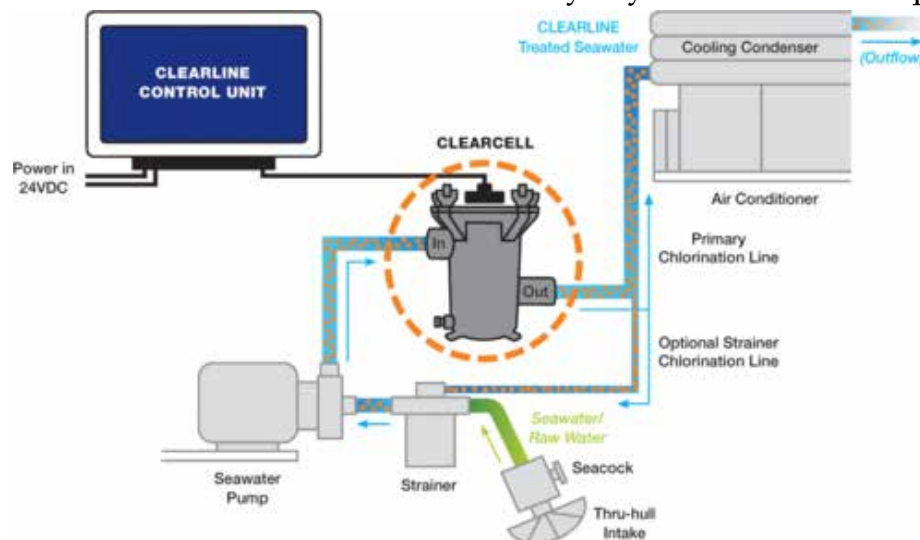 CLEARLINE
Treated Seawater
Cooling Condenser
(Outflow)
CLEARLINE
CONTROL UNIT
CLEARCELL
Power in
24VDC
Air Conditioner
In
Primary
Chlorination Line
Out
Optional Strainer
Chlorination Line
Seawater/
Raw Water
Seacock
Seawater
Pump
Strainer
Thru-hull
Intake